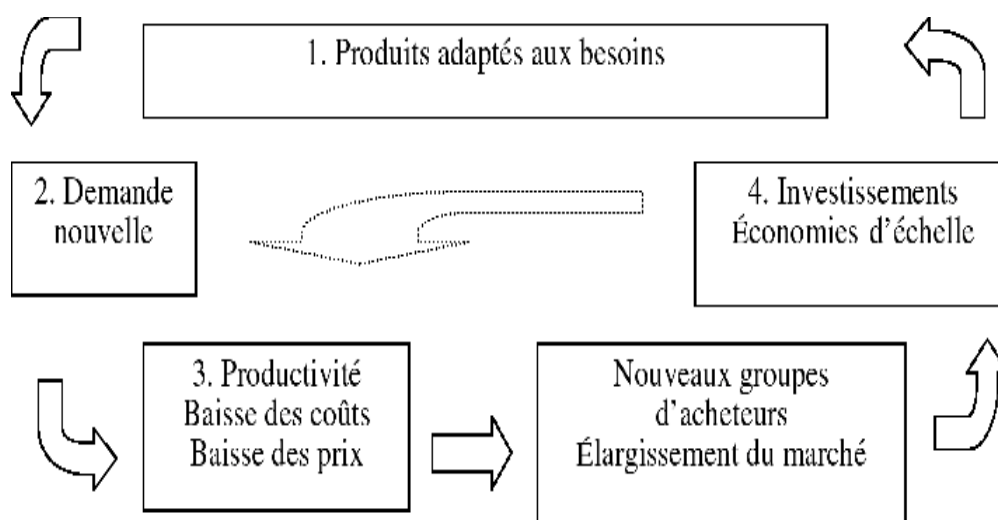 1. Produits adaptés aux besoins
2. Demande
nouvelle
4. Investissements
Économies d'échelle
3. Productivité
Baisse des coûts
Baisse des prix
Nouveaux groupes
d'acheteurs
Élargissement du marché